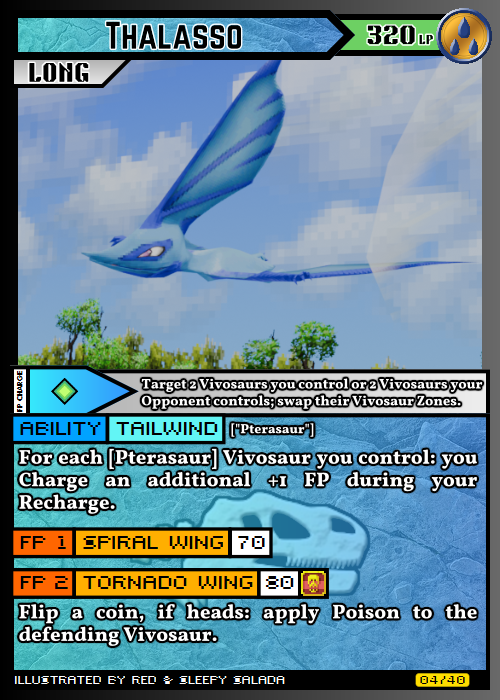 THALASSO
320 LP
LONG
FP CHARGE
Target 2 Vivosaurs you control or 2 Vivosaurs your
Opponent controls; swap their Vivosaur Zones.
ABILITY TAILWIND ["Pterasaur"]
For each [Pterasaur] Vivosaur you control: you
Charge an additional +1 FP during your
Recharge.
FP 1 SPIRAL WING 70
FP 2 TORNADO WING 80
Flip a coin, if heads: apply Poison to the
defending Vivosaur.
ILLUSTRATED BY RED & SLEEPY SALADA
04/40